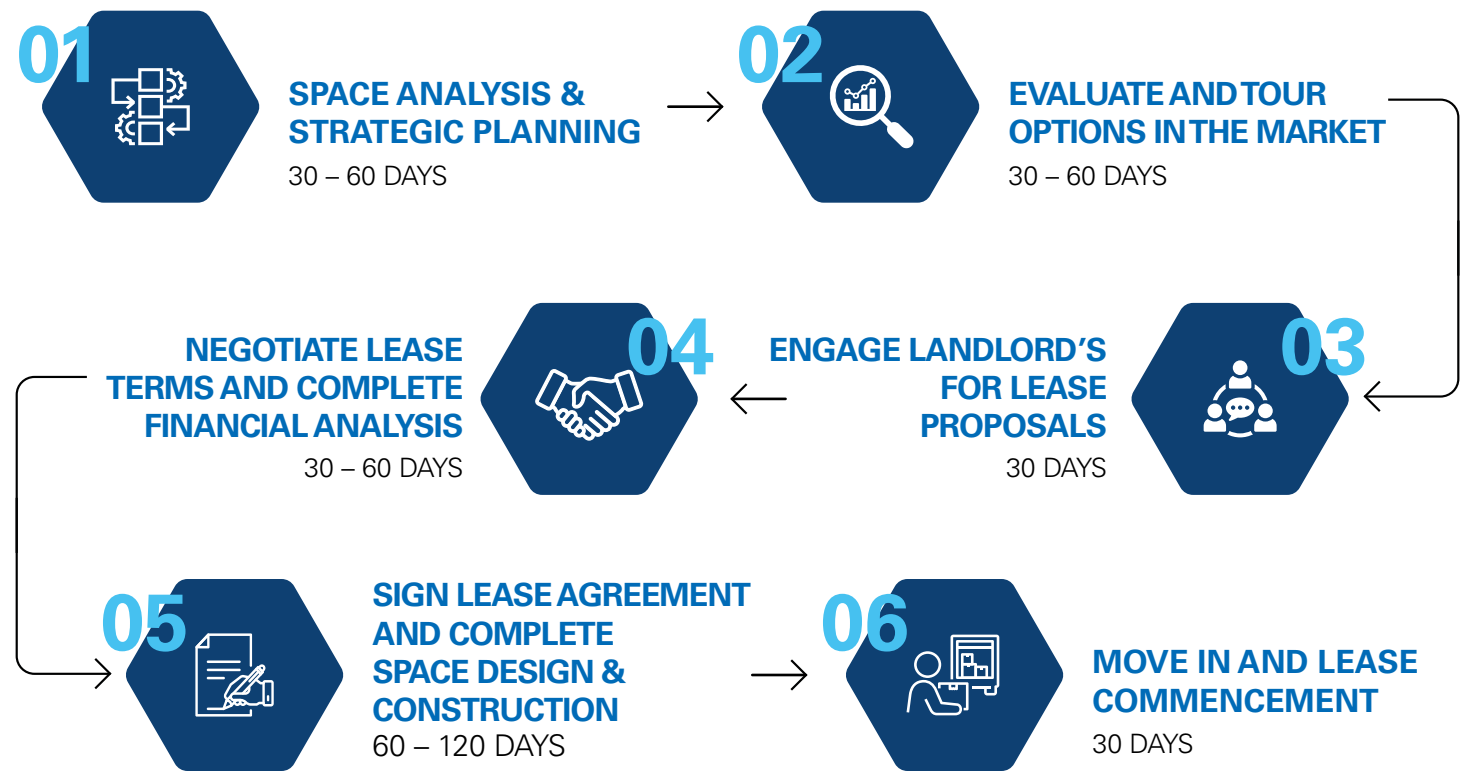 01
SPACE ANALYSIS &
STRATEGIC PLANNING
30 – 60 DAYS
02
EVALUATE AND TOUR
OPTIONS IN THE MARKET
30 – 60 DAYS
03
ENGAGE LANDLORD’S
FOR LEASE
PROPOSALS
30 DAYS
04
NEGOTIATE LEASE
TERMS AND COMPLETE
FINANCIAL ANALYSIS
30 – 60 DAYS
05
SIGN LEASE AGREEMENT
AND COMPLETE
SPACE DESIGN &
CONSTRUCTION
60 – 120 DAYS
06
MOVE IN AND LEASE
COMMENCEMENT
30 DAYS